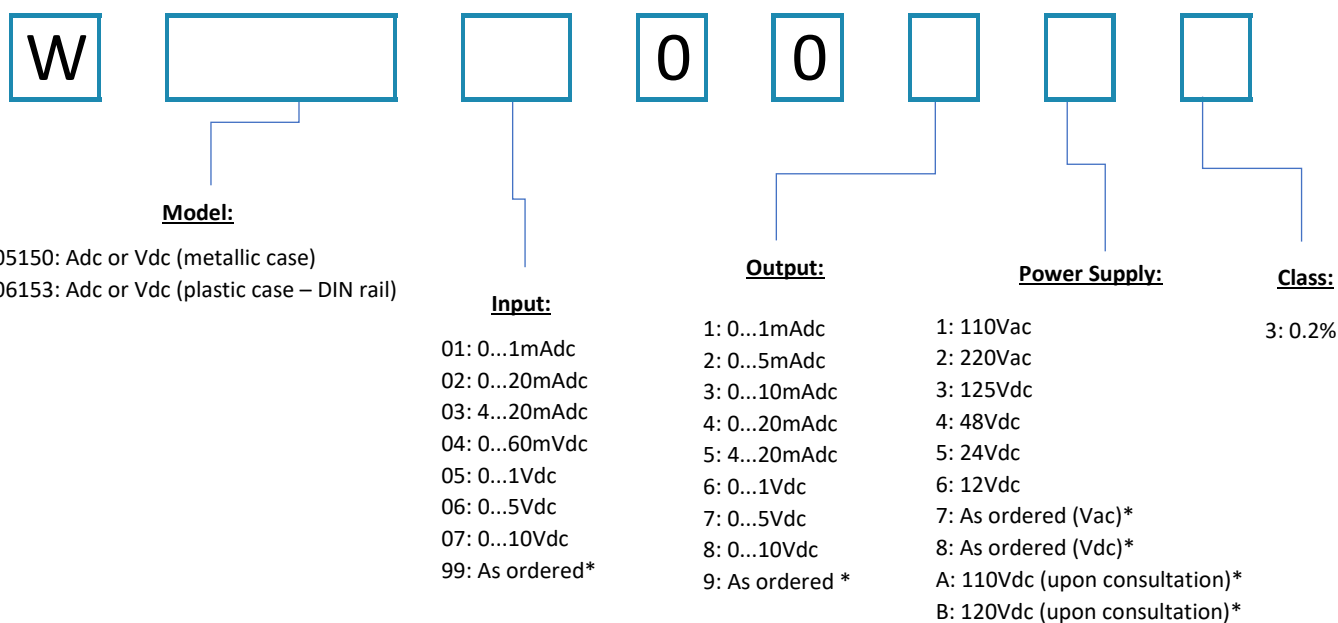 W 0 0
Model:
05150: Adc or Vdc (metallic case)
06153: Adc or Vdc (plastic case – DIN rail)
Input:
01: 0...1mAdc
02: 0...20mAdc
03: 4...20mAdc
04: 0...60mVdc
05: 0...1Vdc
06: 0...5Vdc
07: 0...10Vdc
99: As ordered*
Output:
1: 0...1mAdc
2: 0...5mAdc
3: 0...10mAdc
4: 0...20mAdc
5: 4...20mAdc
6: 0...1Vdc
7: 0...5Vdc
8: 0...10Vdc
9: As ordered *
Power Supply:
1: 110Vac
2: 220Vac
3: 125Vdc
4: 48Vdc
5: 24Vdc
6: 12Vdc
7: As ordered (Vac)*
8: As ordered (Vdc)*
A: 110Vdc (upon consultation)*
B: 120Vdc (upon consultation)*
Class:
3: 0.2%